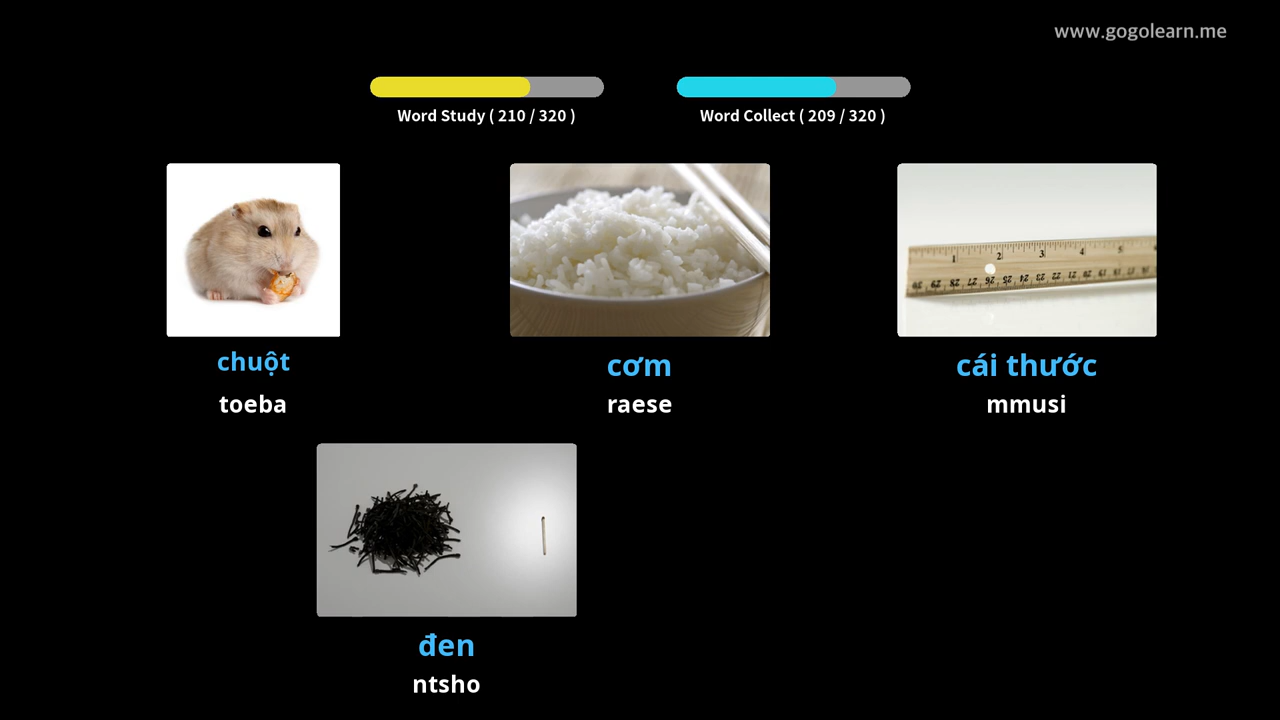 www.gogolearn.me
Word Study ( 210 / 320 )
Word Collect ( 209 / 320 )
chuột
toeba
cơm
raese
cái thước
mmusi
đen
ntsho